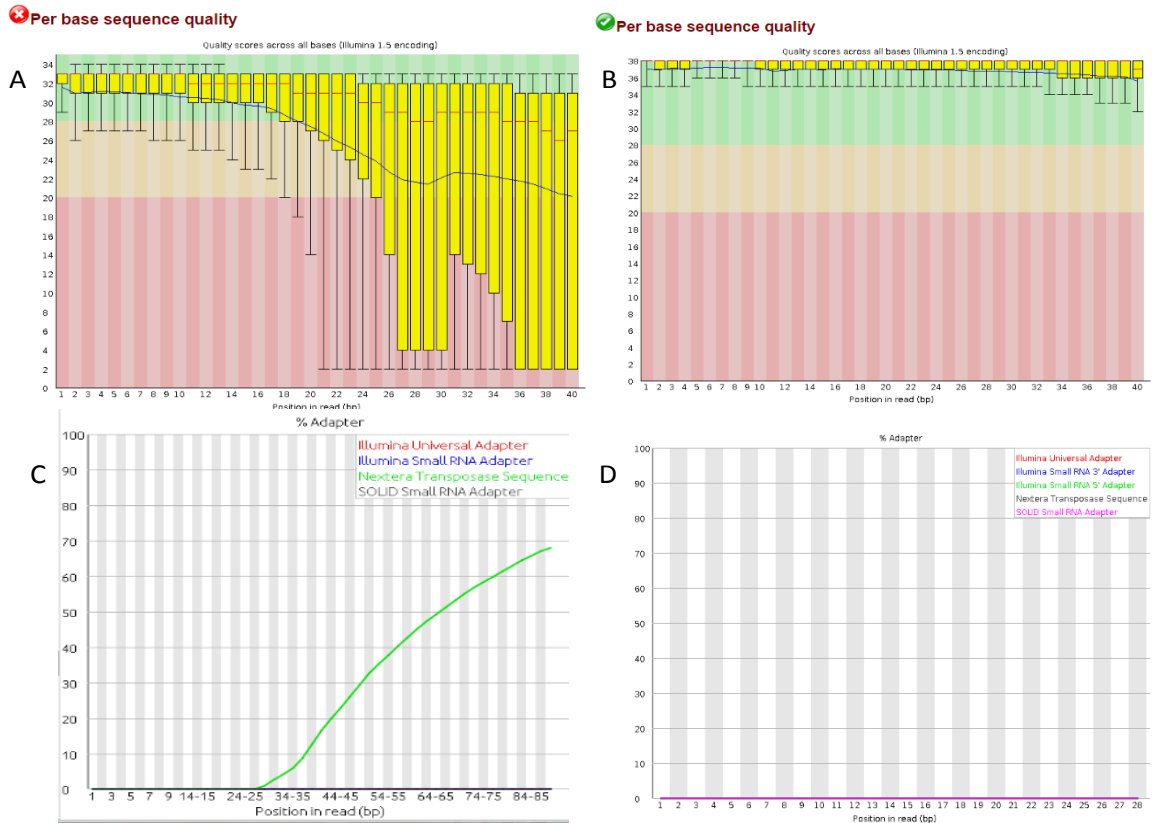 Per base sequence quality
Quality scores across all bases (Illumina 1.5 encoding)
A
34
32
30
28
26
24
22
20
18
16
14
12
10
8
6
4
2
0
1 2 3 4 5 6 7 8 9 10 12 14 16 18 20 22 24 26 28 30 32 34 36 38 40
Position in read (bp)
Per base sequence quality
Quality scores across all bases (Illumina 1.5 encoding)
B
38
36
34
32
30
28
26
24
22
20
18
16
14
12
10
8
6
4
2
0
1 2 3 4 5 6 7 8 9 10 12 14 16 18 20 22 24 26 28 30 32 34 36 38 40
Position in read (bp)
% Adapter
C
Illumina Universal Adapter
Illumina Small RNA Adapter
Nextera Transposase Sequence
SOLID Small RNA Adapter
100
90
80
70
60
50
40
30
20
10
0
1 3 5 7 9 14-15 24-25 34-35 44-45 54-55 64-65 74-75 84-85
Position in read (bp)
% Adapter
D
Illumina Universal Adapter
Illumina Small RNA 3' Adapter
Illumina Small RNA 5' Adapter
Nextera Transposase Sequence
SOLID Small RNA Adapter
100
90
80
70
60
50
40
30
20
10
0
1 2 3 4 5 6 7 8 9 10 11 12 13 14 15 16 17 18 19 20 21 22 23 24 25 26 27 28
Position in read (bp)